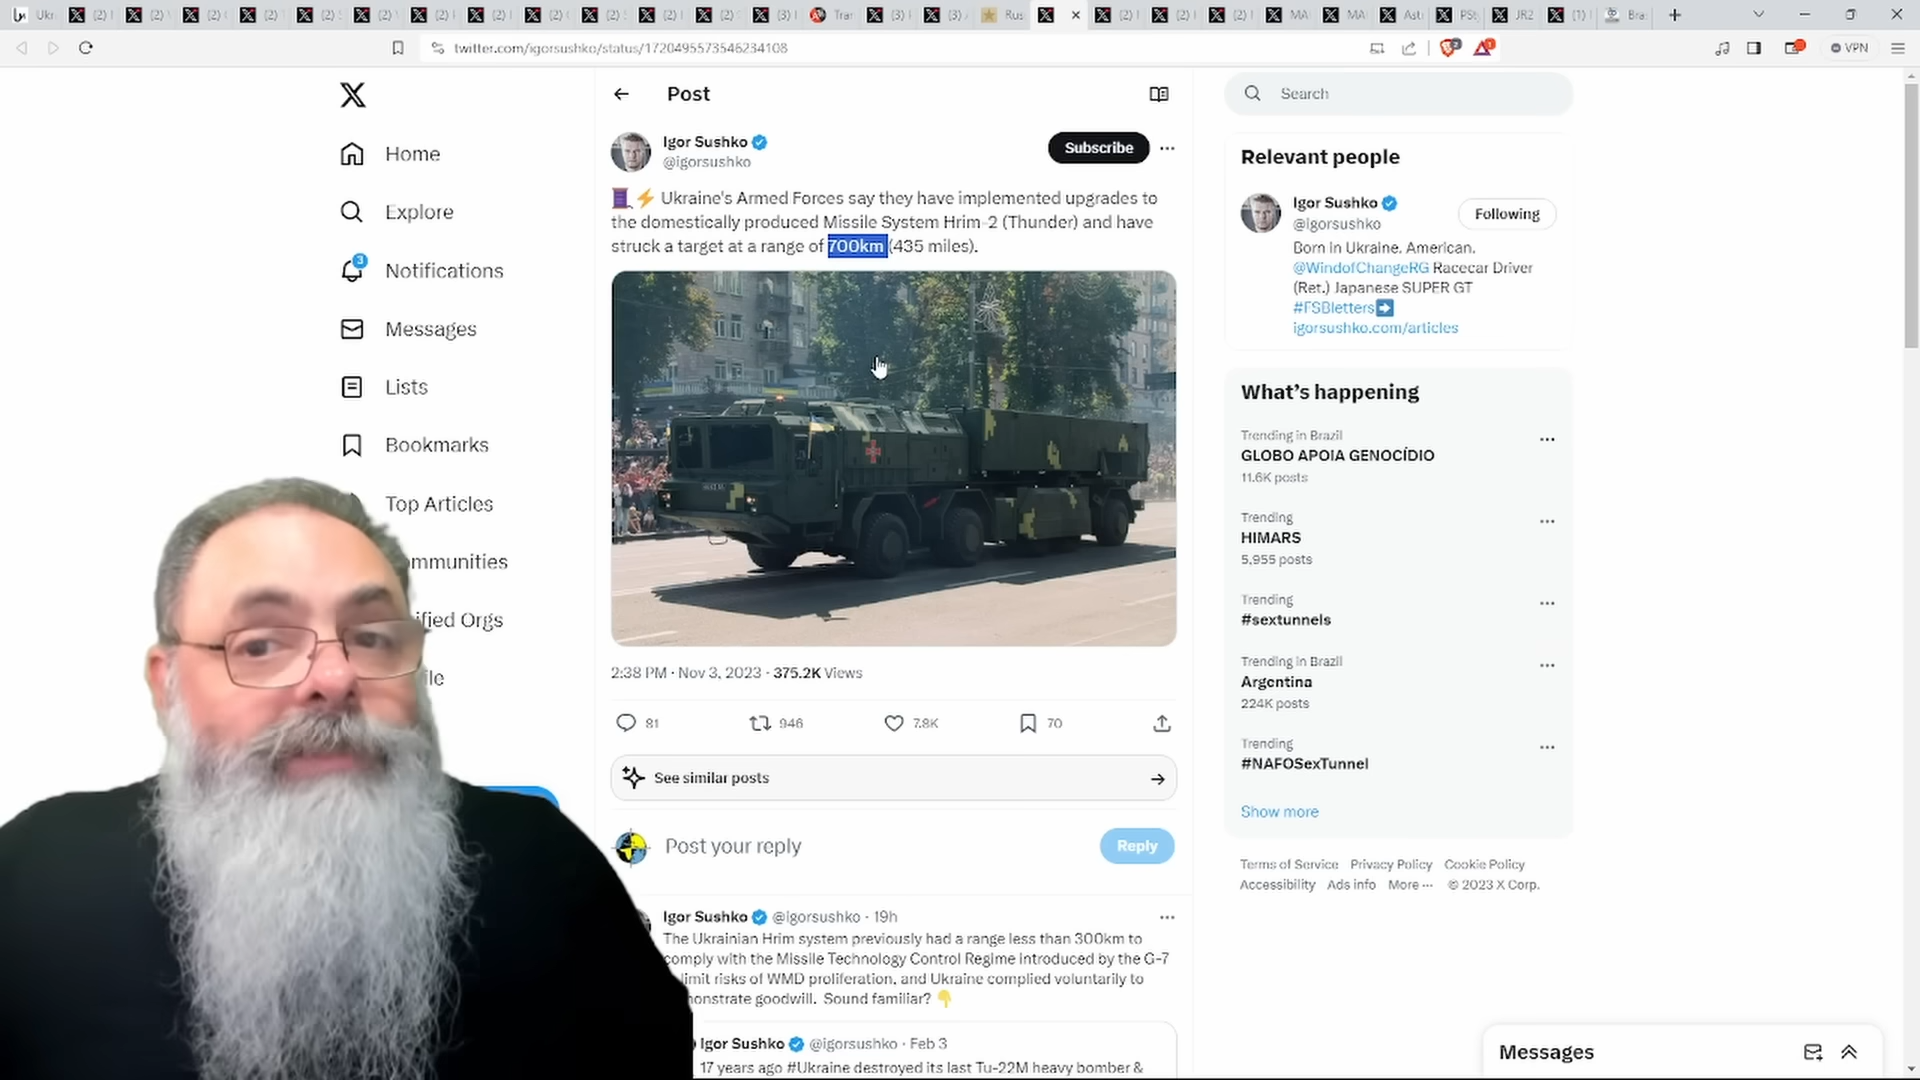 twitter.com/igorsushko/status/1720495573546234108
VPN
Post
Search
Home
Explore
3
Notifications
Messages
Lists
Bookmarks
Top Articles
Igor Sushko
@igorsushko
Subscribe
Ukraine's Armed Forces say they have implemented upgrades to
the domestically produced Missile System Hrim-2 (Thunder) and have
struck a target at a range of 700km (435 miles).
2:38 PM · Nov 3, 2023 · 375.2K Views
81
946
7.8K
70
See similar posts
Post your reply
Reply
Igor Sushko @igorsushko · 19h
The Ukrainian Hrim system previously had a range less than 300km to
comply with the Missile Technology Control Regime introduced by the G-7
limit risks of WMD proliferation, and Ukraine complied voluntarily to
goodwill. Sound familiar?
Igor Sushko @igorsushko · Feb 3
17 years ago #Ukraine destroyed its last Tu-22M heavy bomber &
Relevant people
Igor Sushko
@igorsushko
Following
Born in Ukraine. American.
@WindofChangeRG Racecar Driver
(Ret.) Japanese SUPER GT
#FSBletters
igorsushko.com/articles
What's happening
Trending in Brazil
GLOBO APOIA GENOCÍDIO
11.6K posts
Trending
HIMARS
5,955 posts
Trending
#sextunnels
Trending in Brazil
Argentina
224K posts
Trending
#NAFOSexTunnel
Show more
Terms of Service Privacy Policy Cookie Policy
Accessibility Ads info More ··· © 2023 X Corp.
Messages